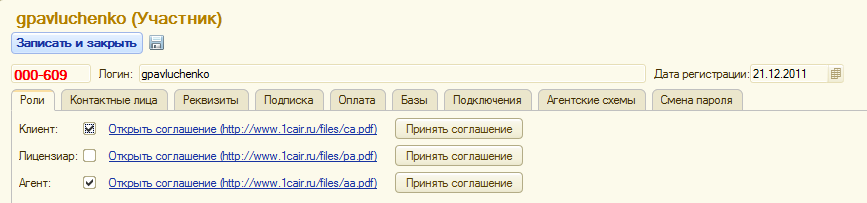 gpavluchenko (Участник)
Записать и закрыть
000-609 Логин: gpavluchenko Дата регистрации: 21.12.2011
Роли Контактные лица Реквизиты Подписка Оплата Базы Подключения Агентские схемы Смена пароля
Клиент: Открыть соглашение (http://www.1cair.ru/files/ca.pdf) Принять соглашение
Лицензиар: Открыть соглашение (http://www.1cair.ru/files/pa.pdf) Принять соглашение
Агент: Открыть соглашение (http://www.1cair.ru/files/aa.pdf) Принять соглашение